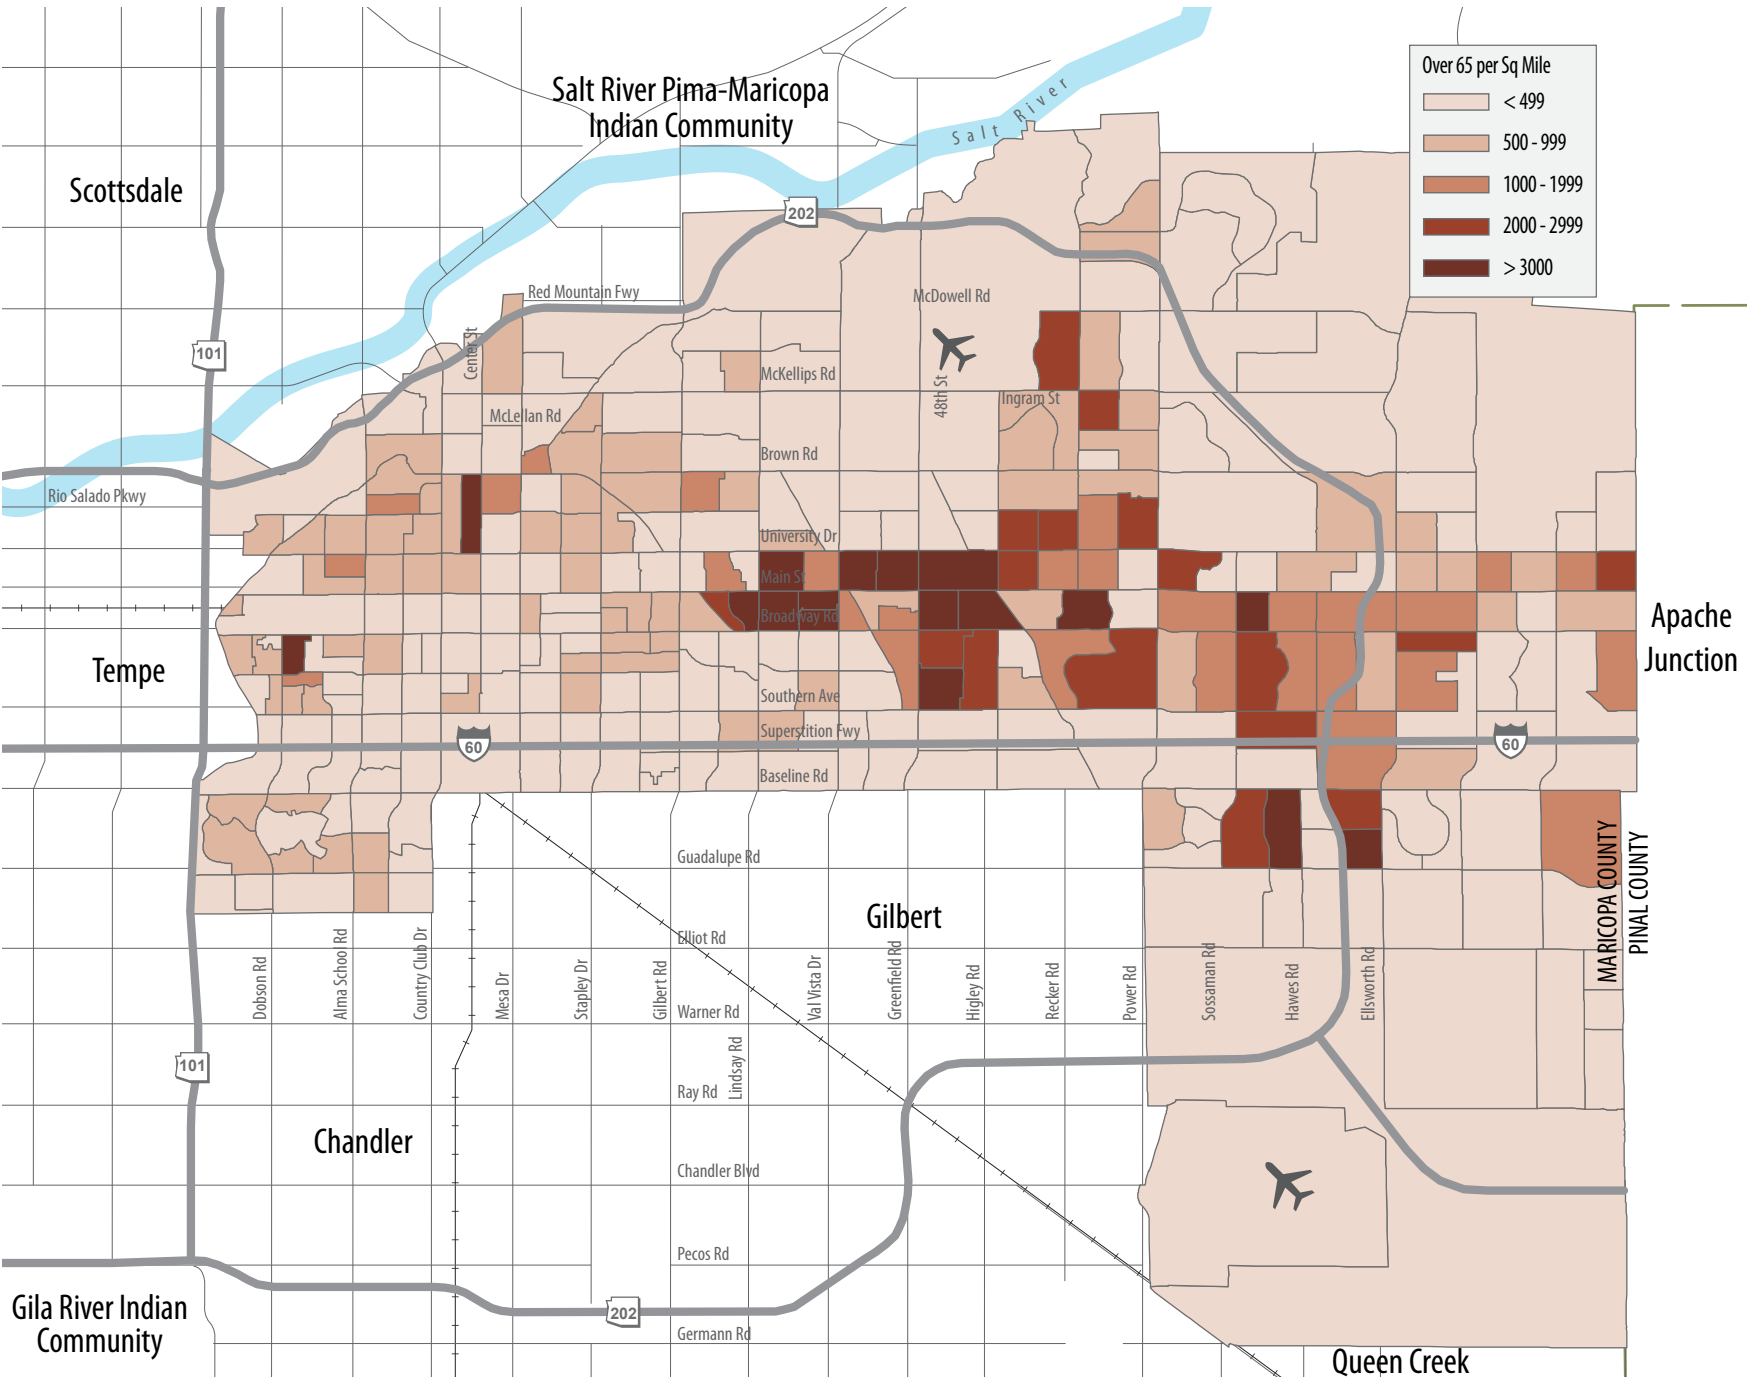 Over 65 per Sq Mile
< 499
500 - 999
1000 - 1999
2000 - 2999
> 3000
Salt River Pima-Maricopa
Indian Community
Salt River
Scottsdale
202
Red Mountain Fwy
McDowell Rd
Center St
101
McKellips Rd
48th St
Ingram St
McLellan Rd
Brown Rd
Rio Salado Pkwy
University Dr
Main St
Broadway Rd
Apache
Junction
Tempe
Southern Ave
Superstition Fwy
60
60
Baseline Rd
Guadalupe Rd
MARICOPA COUNTY
PINAL COUNTY
Gilbert
Elliot Rd
Dobson Rd
Alma School Rd
Country Club Dr
Mesa Dr
Stapley Dr
Gilbert Rd
Val Vista Dr
Greenfield Rd
Higley Rd
Recker Rd
Power Rd
Sossaman Rd
Hawes Rd
Ellsworth Rd
Warner Rd
Lindsay Rd
101
Ray Rd
Chandler
Chandler Blvd
Pecos Rd
Gila River Indian
Community
202
Germann Rd
Queen Creek